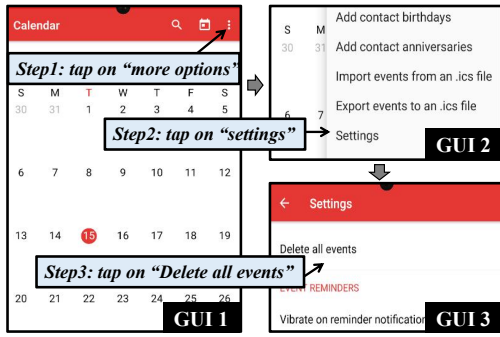 Calendar
Step1: tap on “more options”
S M T W T F S
30 31 1 2 3 4 5
Step2: tap on “settings”
6 7 8 9 10 11 12
13 14 15 16 17 18 19
Step3: tap on “Delete all events”
20 21 22 23 24 25 26
GUI 1
Add contact birthdays
S M
30 31 Add contact anniversaries
Import events from an .ics file
6 7 Export events to an .ics file
Settings
GUI 2
Settings
Delete all events
EVENT REMINDERS
Vibrate on reminder notification
GUI 3